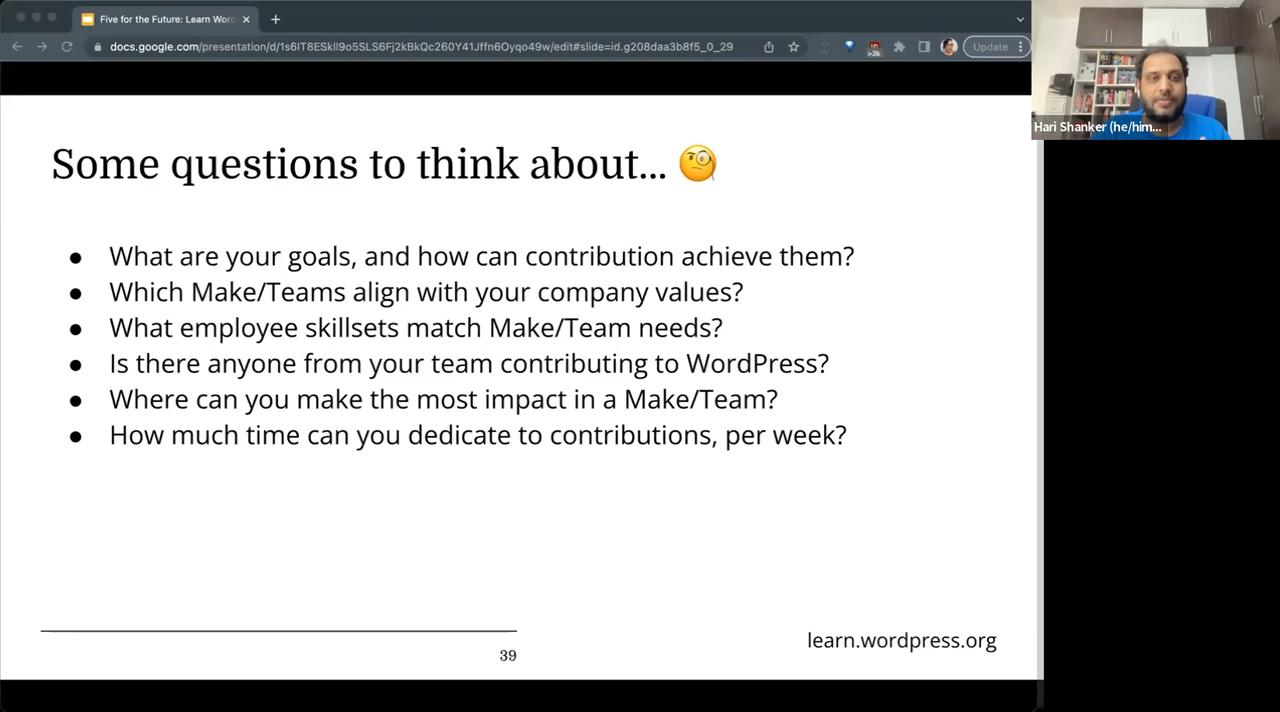 Five for the Future: Learn Word
docs.google.com/presentation/d/1s6IT8ESkII9o5SLS6Fj2kBkQc260Y41Jffn6Oyqo49w/edit#slide=id.g208daa3b8f5_0_29
>3k
Update
Hari Shanker (he/him...
Some questions to think about...
● What are your goals, and how can contribution achieve them?
● Which Make/Teams align with your company values?
● What employee skillsets match Make/Team needs?
● Is there anyone from your team contributing to WordPress?
● Where can you make the most impact in a Make/Team?
● How much time can you dedicate to contributions, per week?
39
learn.wordpress.org